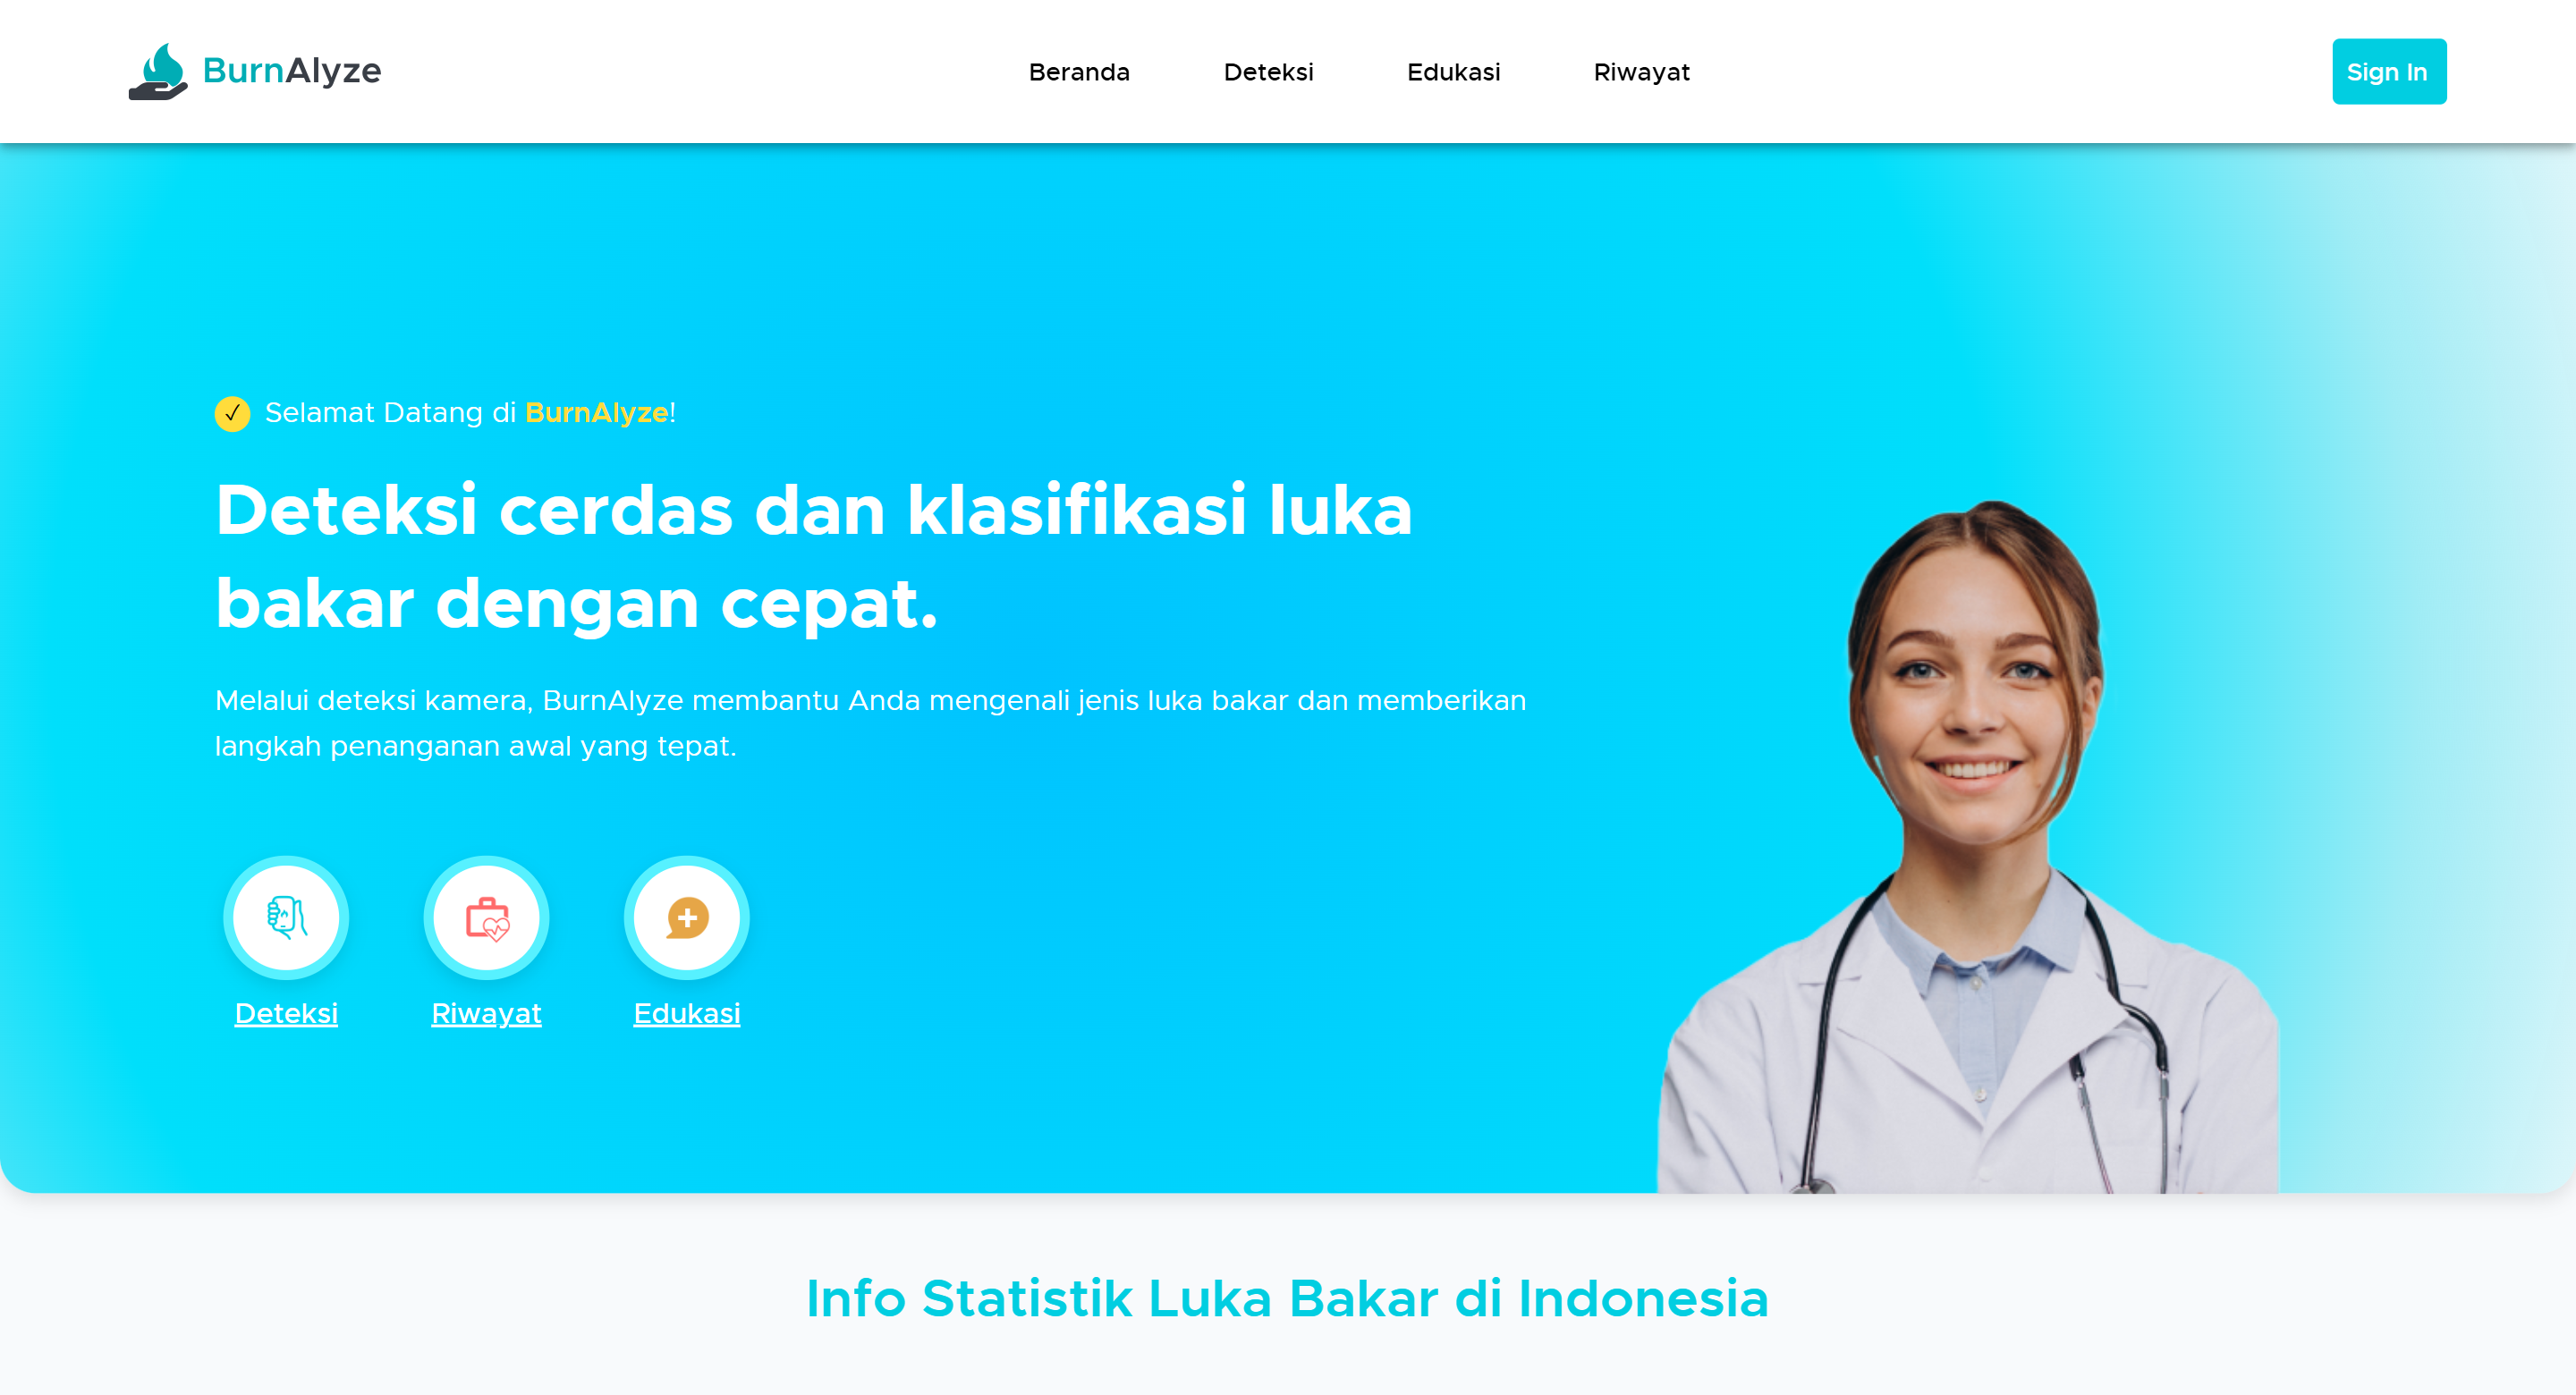 BurnAlyze
Beranda
Deteksi
Edukasi
Riwayat
Sign In
✓ Selamat Datang di BurnAlyze!
Deteksi cerdas dan klasifikasi luka
bakar dengan cepat.
Melalui deteksi kamera, BurnAlyze membantu Anda mengenali jenis luka bakar dan memberikan
langkah penanganan awal yang tepat.
Deteksi
Riwayat
Edukasi
Info Statistik Luka Bakar di Indonesia